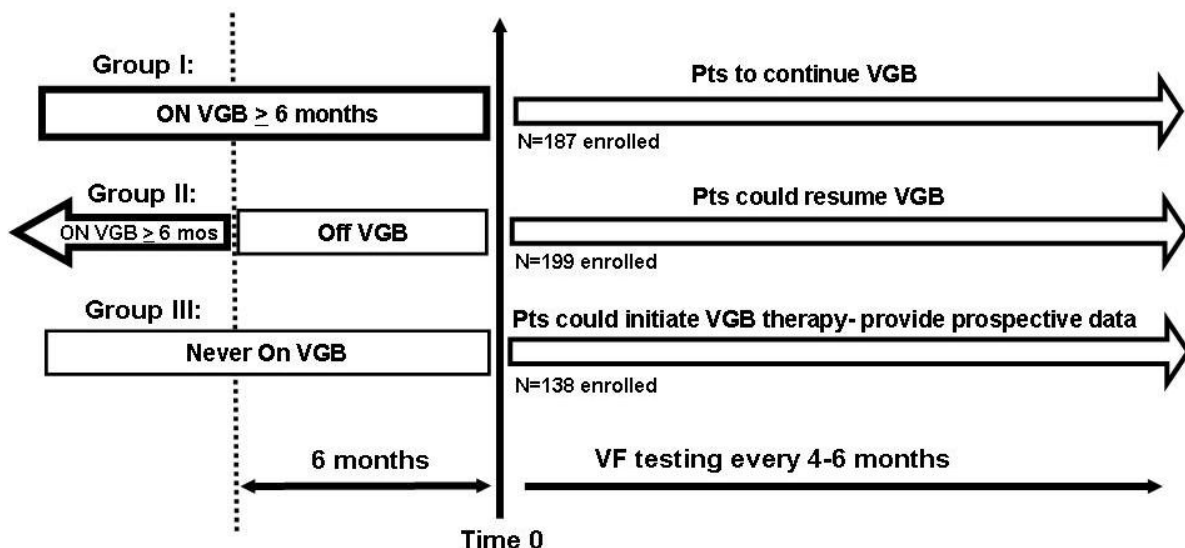 Group I:
ON VGB ≥ 6 months
Pts to continue VGB
N=187 enrolled
Group II:
ON VGB ≥ 6 mos
Off VGB
Pts could resume VGB
N=199 enrolled
Group III:
Never On VGB
Pts could initiate VGB therapy- provide prospective data
N=138 enrolled
6 months
VF testing every 4-6 months
Time 0